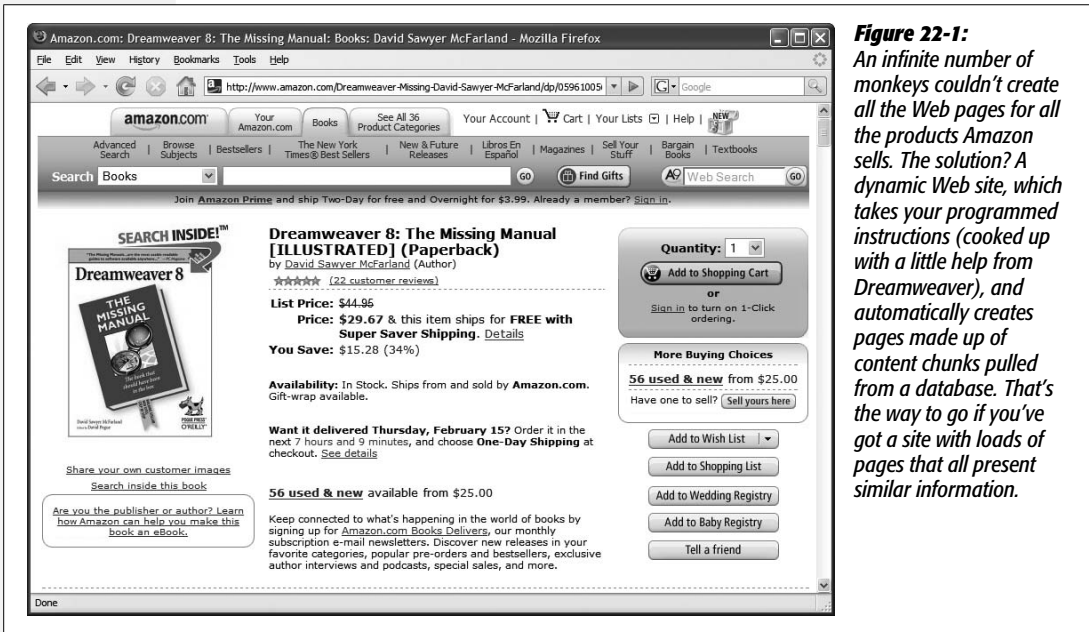 Amazon.com: Dreamweaver 8: The Missing Manual: Books: David Sawyer McFarland - Mozilla Firefox
File Edit View History Bookmarks Tools Help
http://www.amazon.com/Dreamweaver-Missing-David-Sawyer-McFarland/dp/05961005
G Google
amazon.com
Your Amazon.com
Books
See All 36 Product Categories
Your Account | Cart | Your Lists | Help |
NEW
Advanced Search | Browse Subjects | Bestsellers | The New York Times® Best Sellers | New & Future Releases | Libros En Español | Magazines | Sell Your Stuff | Bargain Books | Textbooks
Search Books GO Find Gifts A9 Web Search GO
Join Amazon Prime and ship Two-Day for free and Overnight for $3.99. Already a member? Sign in.
SEARCH INSIDE!™
Dreamweaver 8
THE
MISSING
MANUAL
The book that
should have been
in the box
David Sawyer McFarland
POGUE PRESS
O'REILLY
Share your own customer images
Search inside this book
Are you the publisher or author? Learn
how Amazon can help you make this
book an eBook.
Dreamweaver 8: The Missing Manual
[ILLUSTRATED] (Paperback)
by David Sawyer McFarland (Author)
(22 customer reviews)
List Price: $44.95
Price: $29.67 & this item ships for FREE with
Super Saver Shipping. Details
You Save: $15.28 (34%)
Availability: In Stock. Ships from and sold by Amazon.com.
Gift-wrap available.
Want it delivered Thursday, February 15? Order it in the
next 7 hours and 9 minutes, and choose One-Day Shipping at
checkout. See details
56 used & new available from $25.00
Keep connected to what's happening in the world of books by
signing up for Amazon.com Books Delivers, our monthly
subscription e-mail newsletters. Discover new releases in your
favorite categories, popular pre-orders and bestsellers, exclusive
author interviews and podcasts, special sales, and more.
Quantity: 1
Add to Shopping Cart
or
Sign in to turn on 1-Click
ordering.
More Buying Choices
56 used & new from $25.00
Have one to sell? Sell yours here
Add to Wish List
Add to Shopping List
Add to Wedding Registry
Add to Baby Registry
Tell a friend
Done
Figure 22-1:
An infinite number of
monkeys couldn't create
all the Web pages for all
the products Amazon
sells. The solution? A
dynamic Web site, which
takes your programmed
instructions (cooked up
with a little help from
Dreamweaver), and
automatically creates
pages made up of
content chunks pulled
from a database. That's
the way to go if you've
got a site with loads of
pages that all present
similar information.